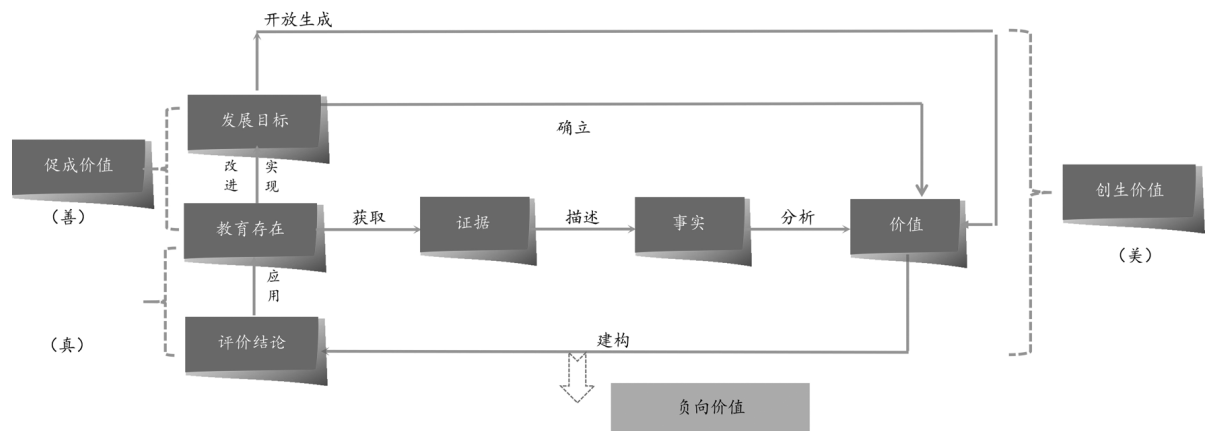 开放生成
发展目标
确立
促成价值
改进
实现
（善）
教育存在
获取
证据
描述
事实
分析
价值
创生价值
（美）
应用
（真）
评价结论
建构
负向价值